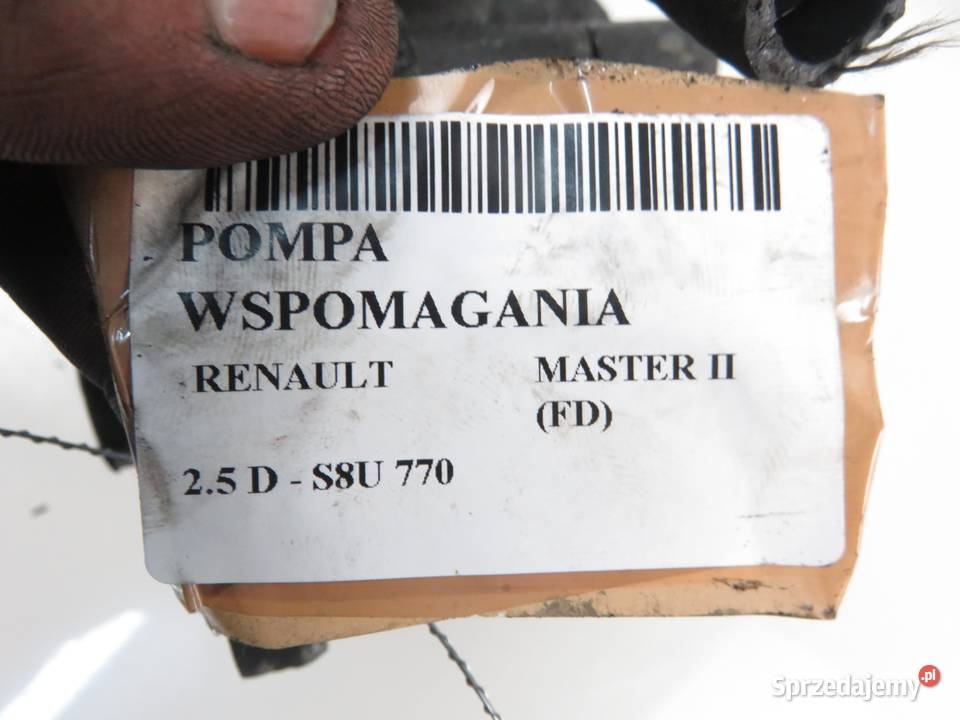 POMPA
WSPOMAGANIA
RENAULT MASTER II
(FD)
2.5 D - S8U 770
Sprzedajemy.pl